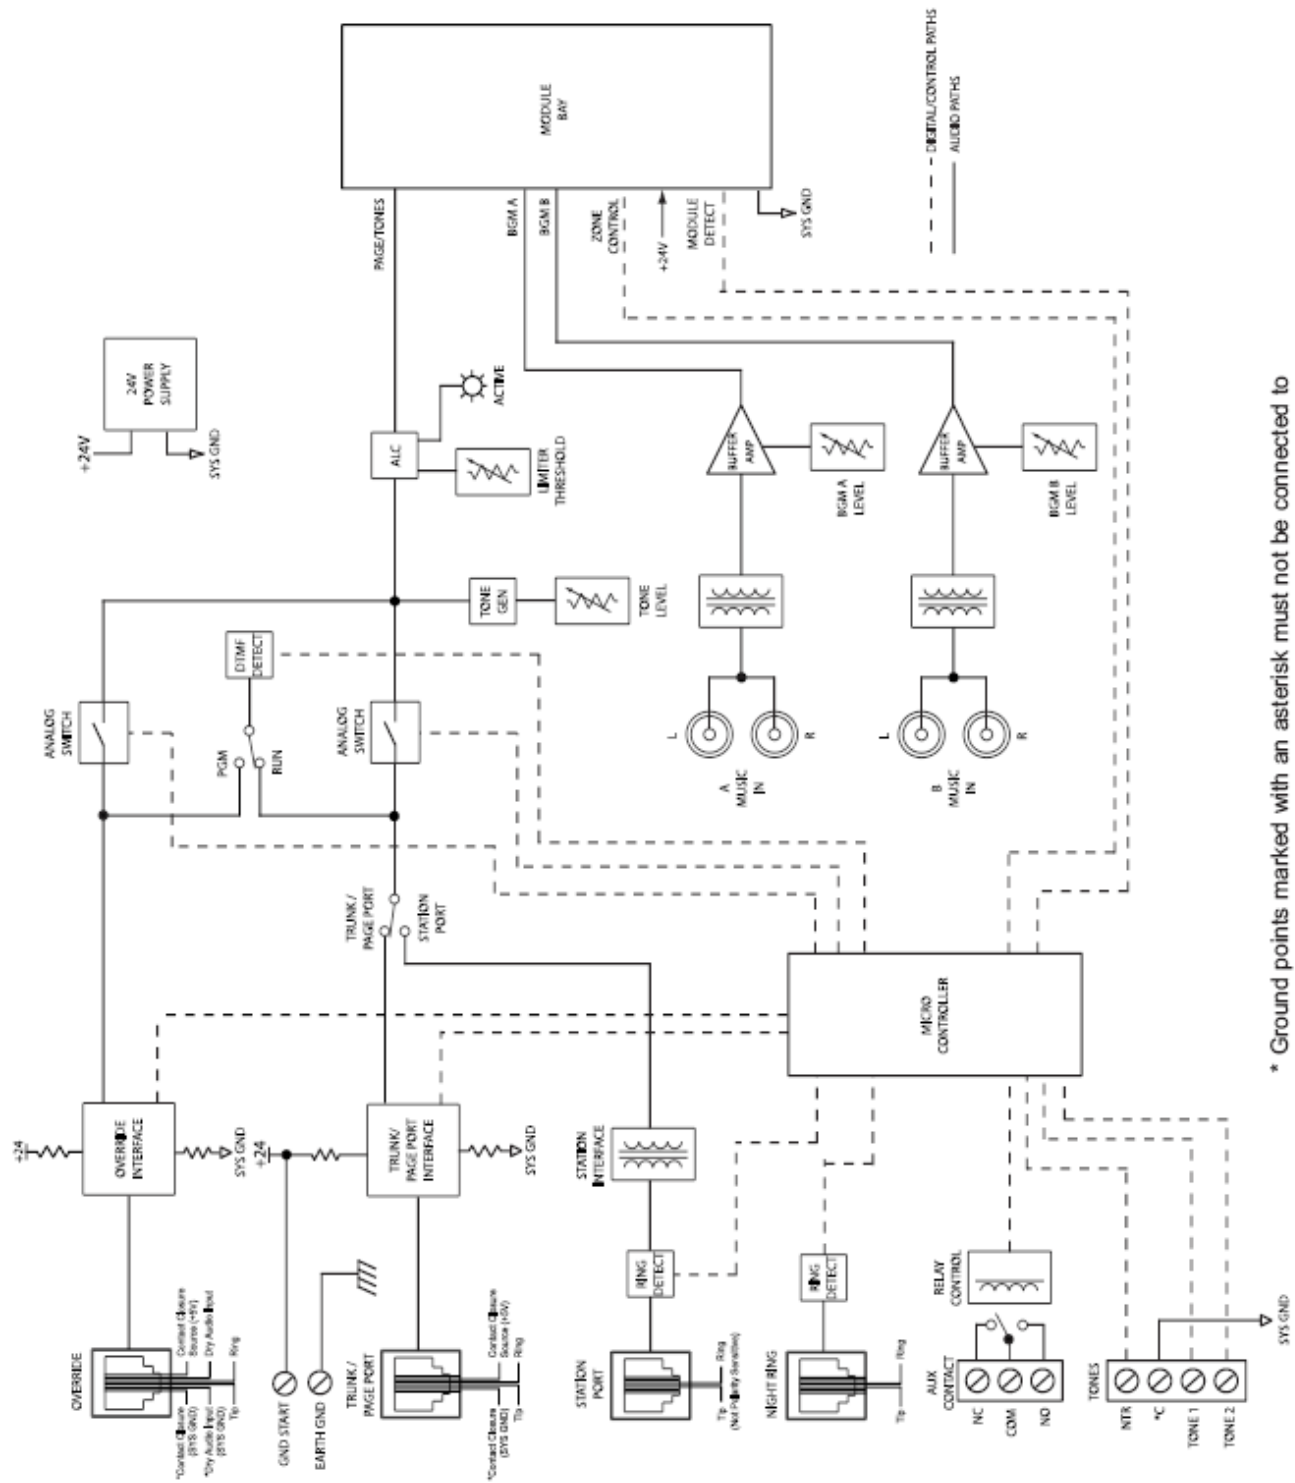 OVERRIDE
*Contact Closure
(SYS GND)
*Dry Audio Input
(SYS GND)
Tip
Contact Closure
Source (+6V)
Dry Audio Input
Ring
+24
OVERRIDE
INTERFACE
SYS GND
ANALOG
SWITCH
+24V
24V
POWER
SUPPLY
SYS GND
GND START
EARTH GND
+24
PGM
RUN
DTMF
DETECT
TRUNK/
PAGE PORT
*Contact Closure
(SYS GND)
Tip
Contact Closure
Source (+6V)
Ring
TRUNK/
PAGE PORT
INTERFACE
SYS GND
TRUNK/
PAGE PORT
STATION
PORT
ANALOG
SWITCH
TONE
GEN
TONE
LEVEL
ALC
ACTIVE
LIMITER
THRESHOLD
PAGE/TONES
MODULE
BAY
BGM A
BGM B
ZONE
CONTROL
+24V
MODULE
DETECT
SYS GND
STATION
PORT
Tip
Ring
(Not Polarity Sensitive)
RING
DETECT
STATION
INTERFACE
A
MUSIC
IN
L
R
BUFFER
AMP
BGM A
LEVEL
NIGHT RING
Tip
Ring
RING
DETECT
MICRO
CONTROLLER
B
MUSIC
IN
L
R
BUFFER
AMP
BGM B
LEVEL
DIGITAL/CONTROL PATHS
AUDIO PATHS
AUX
CONTACT
NC
COM
NO
RELAY
CONTROL
TONES
NTR
*C
TONE 1
TONE 2
SYS GND
* Ground points marked with an asterisk must not be connected to